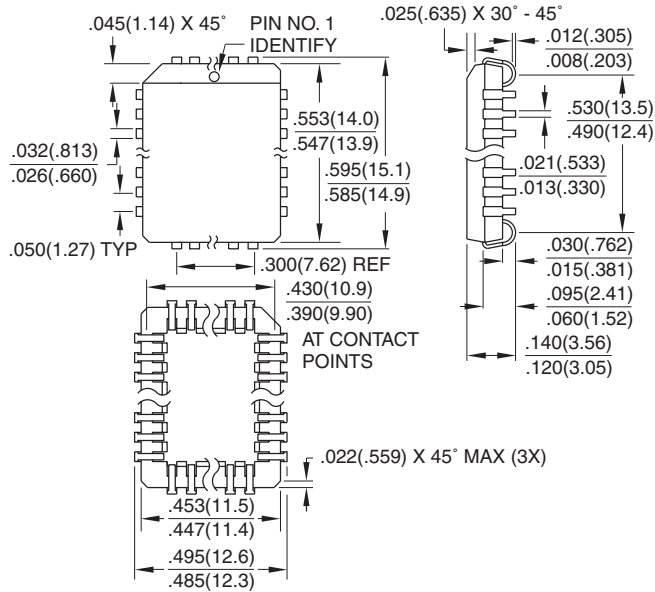 .045(1.14) X 45˚
PIN NO. 1
IDENTIFY
.025(.635) X 30˚ - 45˚
.012(.305)
.008(.203)
.553(14.0)
.547(13.9)
.595(15.1)
.585(14.9)
.032(.813)
.026(.660)
.050(1.27) TYP
.530(13.5)
.490(12.4)
.021(.533)
.013(.330)
.030(.762)
.015(.381)
.095(2.41)
.060(1.52)
.140(3.56)
.120(3.05)
.300(7.62) REF
.430(10.9)
.390(9.90)
AT CONTACT
POINTS
.022(.559) X 45˚ MAX (3X)
.453(11.5)
.447(11.4)
.495(12.6)
.485(12.3)